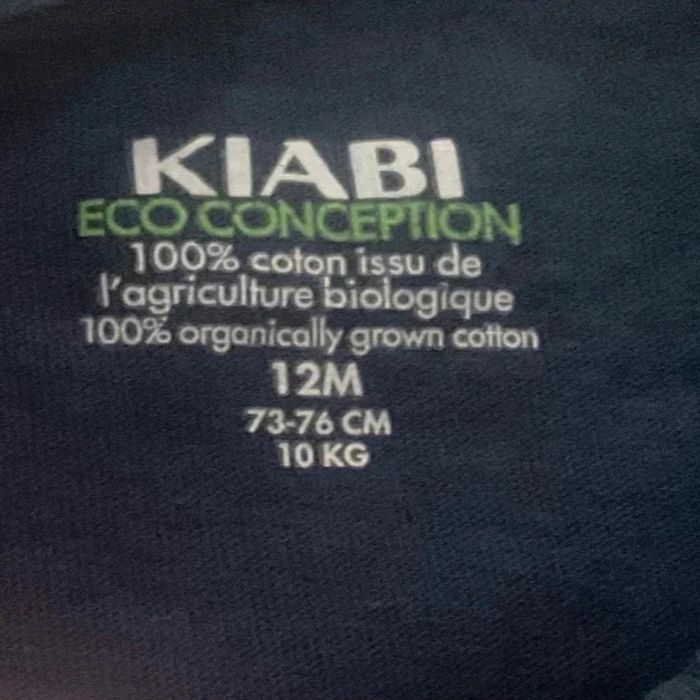 KIABI
ECO CONCEPTION
100% coton issu de
l'agriculture biologique
100% organically grown cotton
12M
73-76 CM
10 KG